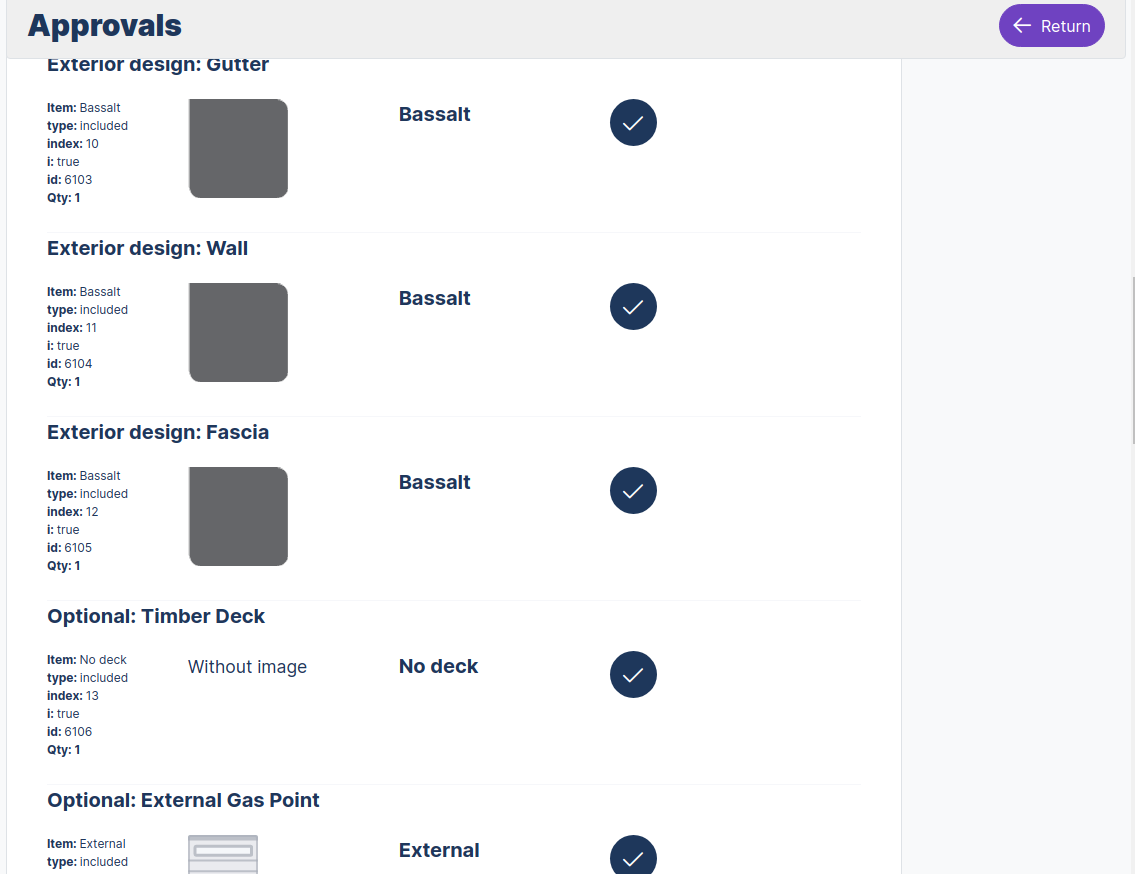 Approvals
Return
Exterior design: Gutter
Item: Bassalt
type: included
index: 10
i: true
id: 6103
Qty: 1
Bassalt
Exterior design: Wall
Item: Bassalt
type: included
index: 11
i: true
id: 6104
Qty: 1
Bassalt
Exterior design: Fascia
Item: Bassalt
type: included
index: 12
i: true
id: 6105
Qty: 1
Bassalt
Optional: Timber Deck
Item: No deck
type: included
index: 13
i: true
id: 6106
Qty: 1
Without image
No deck
Optional: External Gas Point
Item: External
type: included
External